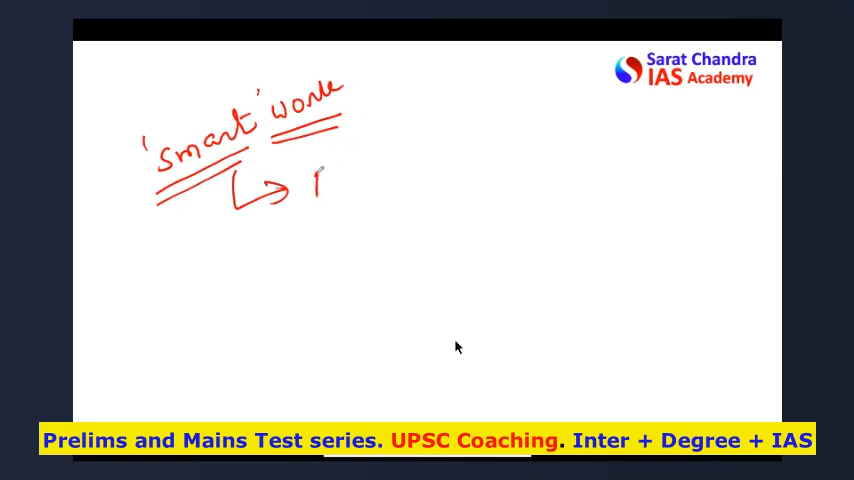 Sarat Chandra
IAS Academy
'smart' work
Prelims and Mains Test series. UPSC Coaching. Inter + Degree + IAS